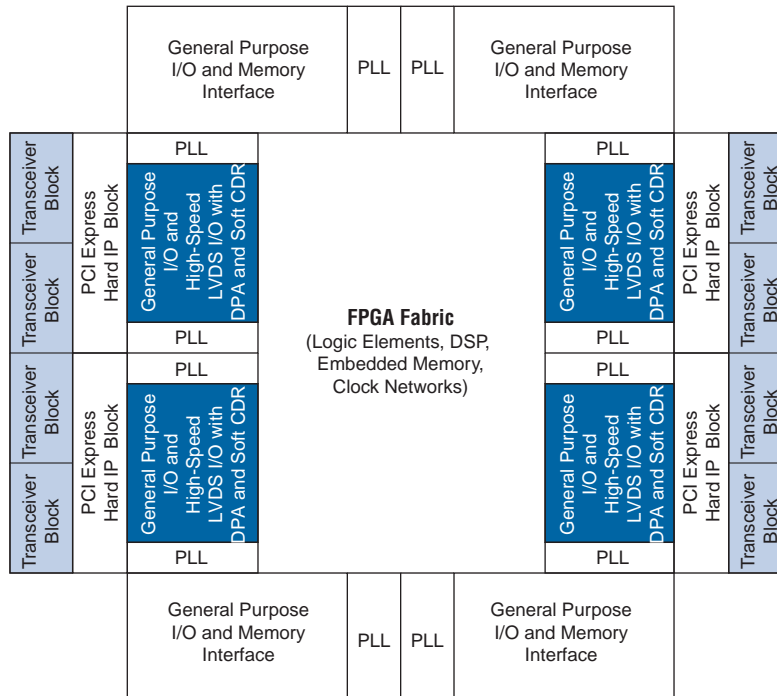 General Purpose
I/O and Memory
Interface
PLL
PLL
General Purpose
I/O and Memory
Interface
Transceiver
Block
Transceiver
Block
PCI Express
Hard IP Block
PLL
General Purpose
I/O and
High-Speed
LVDS I/O with
DPA and Soft CDR
PLL
Transceiver
Block
Transceiver
Block
PCI Express
Hard IP Block
PLL
General Purpose
I/O and
High-Speed
LVDS I/O with
DPA and Soft CDR
PLL
FPGA Fabric
(Logic Elements, DSP,
Embedded Memory,
Clock Networks)
PLL
General Purpose
I/O and
High-Speed
LVDS I/O with
DPA and Soft CDR
PLL
PCI Express
Hard IP Block
Transceiver
Block
Transceiver
Block
PLL
General Purpose
I/O and
High-Speed
LVDS I/O with
DPA and Soft CDR
PLL
PCI Express
Hard IP Block
Transceiver
Block
Transceiver
Block
General Purpose
I/O and Memory
Interface
PLL
PLL
General Purpose
I/O and Memory
Interface